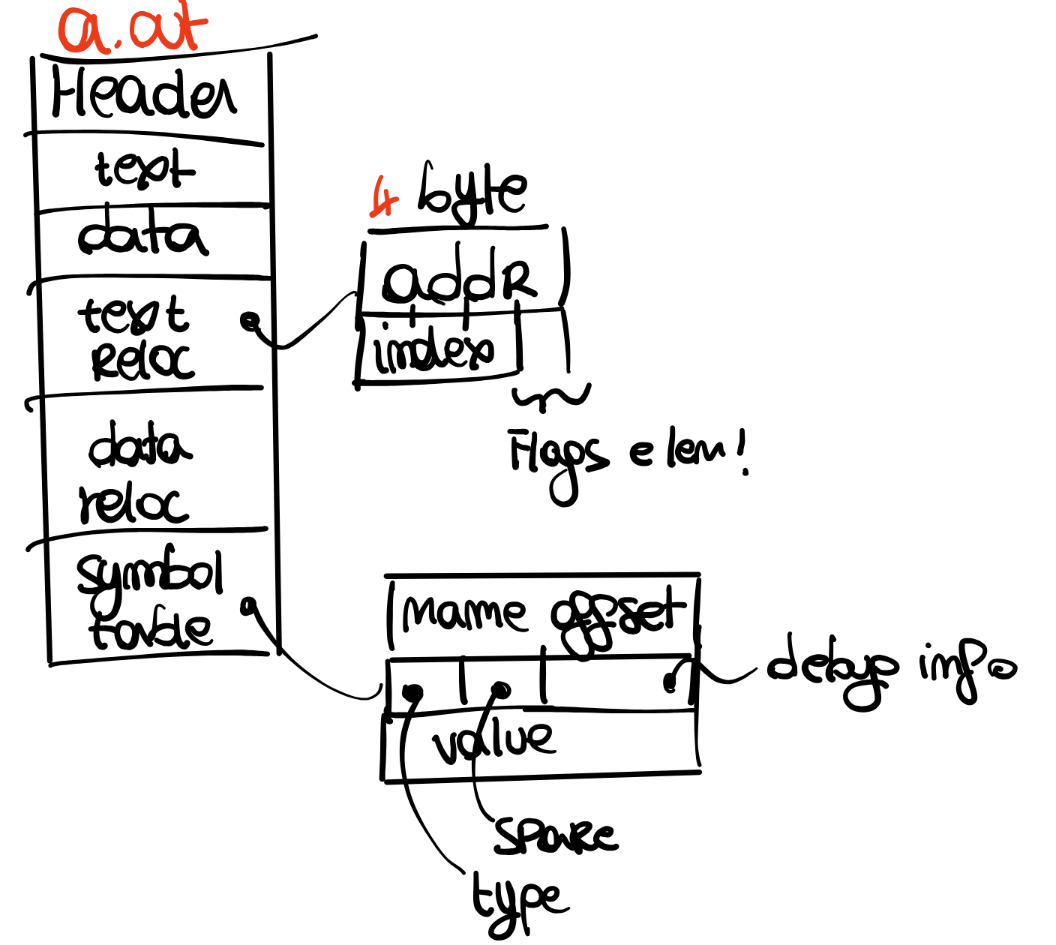 a.out
Header
text
data
text
reloc
data
reloc
symbol
table
4 byte
addR
index
Flags e len!
name offset
value
debug info
spare
type